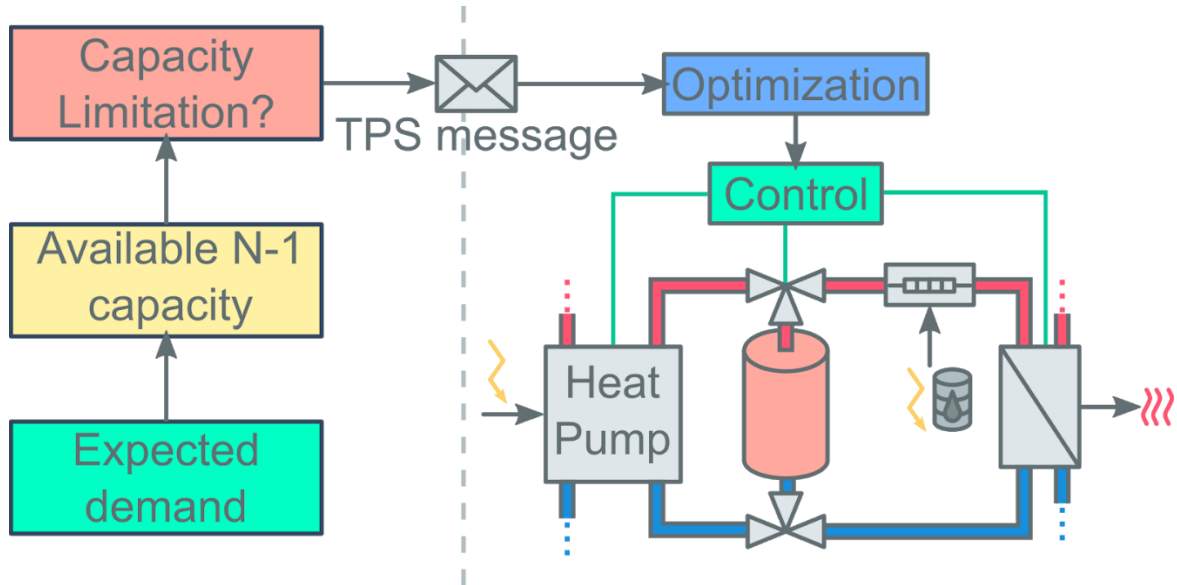 Capacity
Limitation?
TPS message
Optimization
Control
Available N-1
capacity
Heat
Pump
Expected
demand